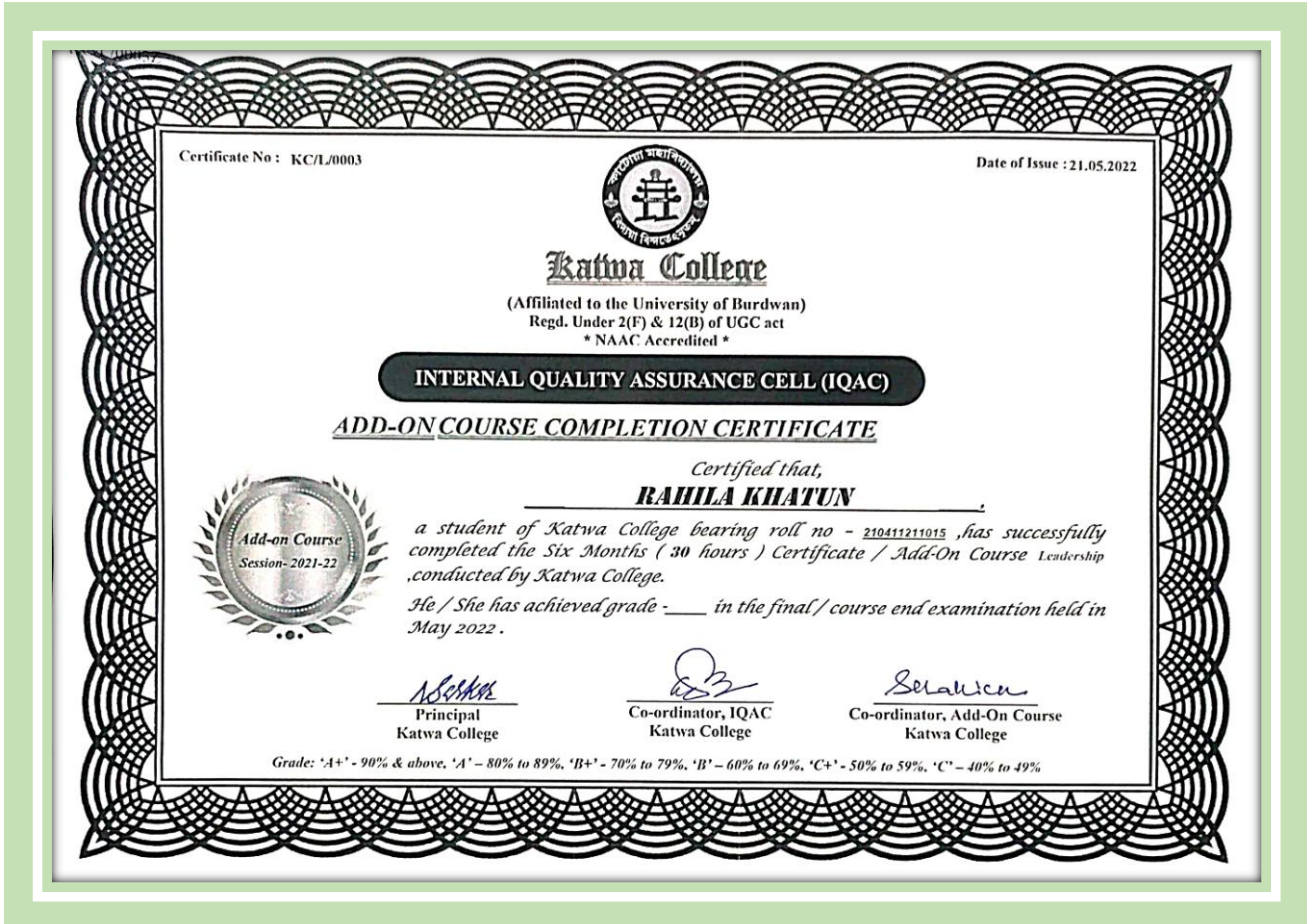 Certificate No : KC/L/0003
Date of Issue : 21.05.2022
কাটোয়া মহাবিদ্যালয়
Katwa College
(Affiliated to the University of Burdwan)
Regd. Under 2(F) & 12(B) of UGC act
* NAAC Accredited *
INTERNAL QUALITY ASSURANCE CELL (IQAC)
ADD-ON COURSE COMPLETION CERTIFICATE
Certified that,
RAHILA KHATUN .
a student of Katwa College bearing roll no - 210411211015 ,has successfully
completed the Six Months ( 30 hours ) Certificate / Add-On Course Leadership
,conducted by Katwa College.
He / She has achieved grade -____ in the final / course end examination held in
May 2022 .
Add-on Course
Session- 2021-22
Principal
Katwa College
Co-ordinator, IQAC
Katwa College
Co-ordinator, Add-On Course
Katwa College
Grade: 'A+' - 90% & above, 'A' – 80% to 89%, 'B+' - 70% to 79%, 'B' – 60% to 69%, 'C+' - 50% to 59%, 'C' – 40% to 49%